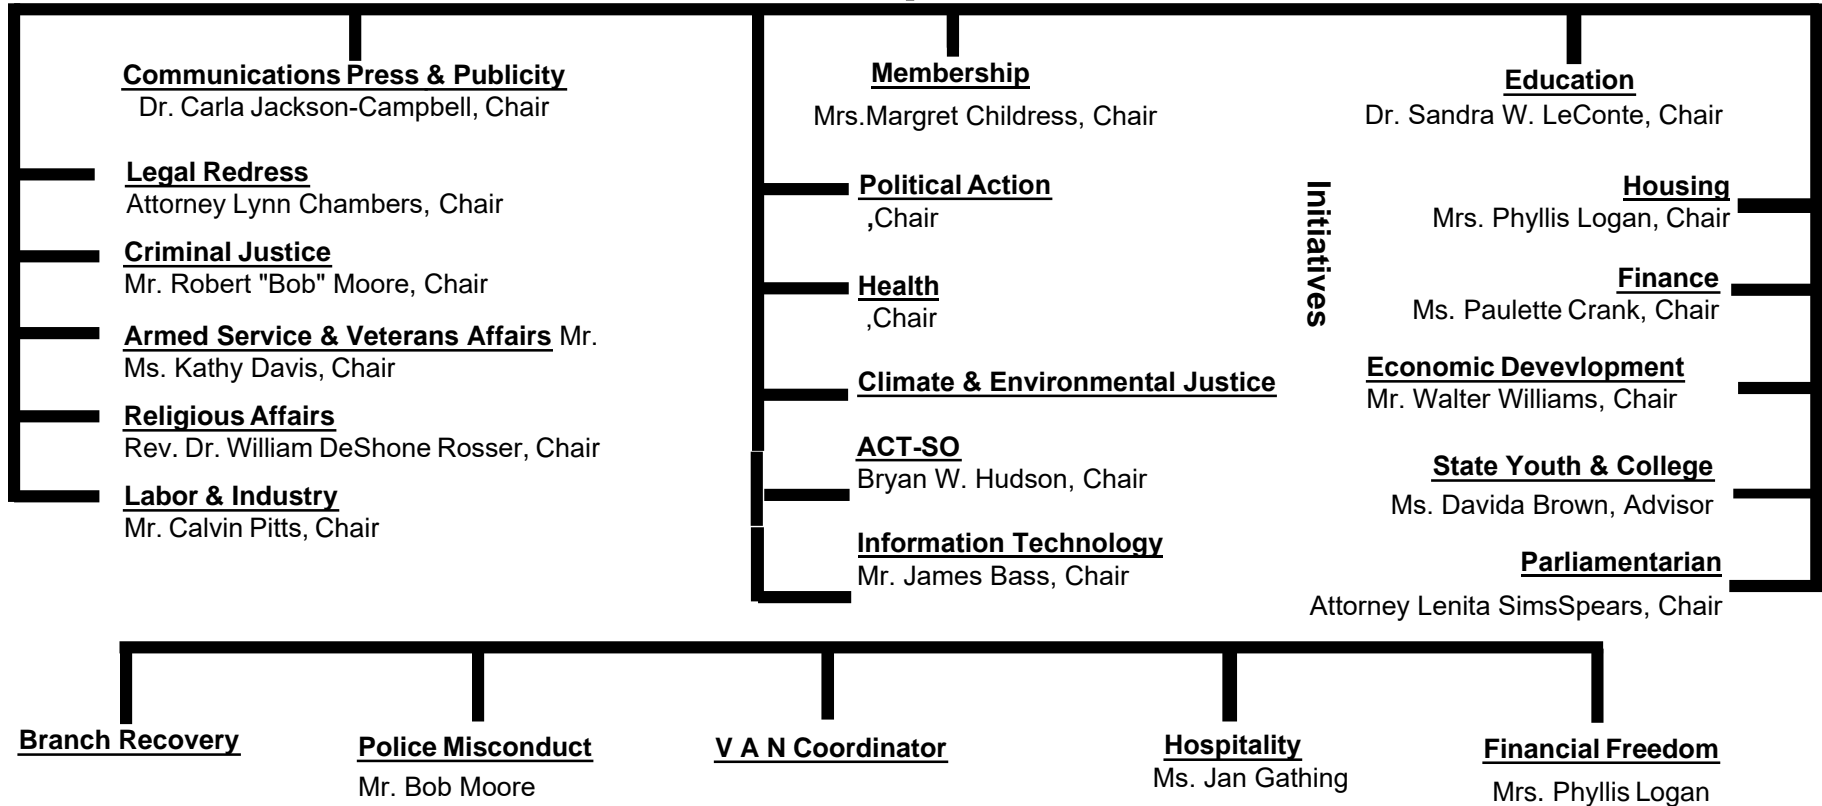 Communications Press & Publicity
Dr. Carla Jackson-Campbell, Chair
Legal Redress
Attorney Lynn Chambers, Chair
Criminal Justice
Mr. Robert "Bob" Moore, Chair
Armed Service & Veterans Affairs Mr.
Ms. Kathy Davis, Chair
Religious Affairs
Rev. Dr. William DeShone Rosser, Chair
Labor & Industry
Mr. Calvin Pitts, Chair
Membership
Mrs.Margret Childress, Chair
Political Action
,Chair
Health
,Chair
Climate & Environmental Justice
ACT-SO
Bryan W. Hudson, Chair
Information Technology
Mr. James Bass, Chair
Initiatives
Education
Dr. Sandra W. LeConte, Chair
Housing
Mrs. Phyllis Logan, Chair
Finance
Ms. Paulette Crank, Chair
Economic Devevlopment
Mr. Walter Williams, Chair
State Youth & College
Ms. Davida Brown, Advisor
Parliamentarian
Attorney Lenita SimsSpears, Chair
Branch Recovery
Police Misconduct
Mr. Bob Moore
V A N Coordinator
Hospitality
Ms. Jan Gathing
Financial Freedom
Mrs. Phyllis Logan